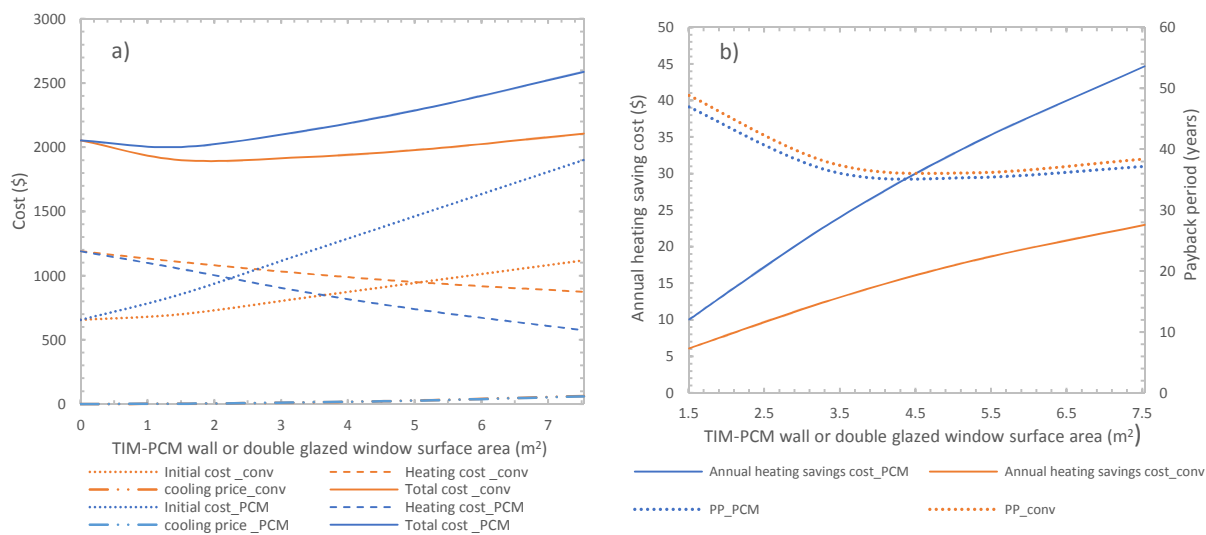 a)
Cost ($)
3000
2500
2000
1500
1000
500
0
0 1 2 3 4 5 6 7
TIM-PCM wall or double glazed window surface area (m²)
Initial cost _conv Heating cost_conv
cooling price_conv Total cost _conv
Initial cost_PCM Heating cost_PCM
cooling price _PCM Total cost_PCM
b)
Annual heating saving cost ($)
50
45
40
35
30
25
20
15
10
5
0
60
50
40
30
20
10
0
Payback period (years)
1.5 2.5 3.5 4.5 5.5 6.5 7.5
TIM-PCM wall or double glazed window surface area (m²)
Annual heating savings cost_PCM Annual heating savings cost_conv
PP_PCM PP_conv